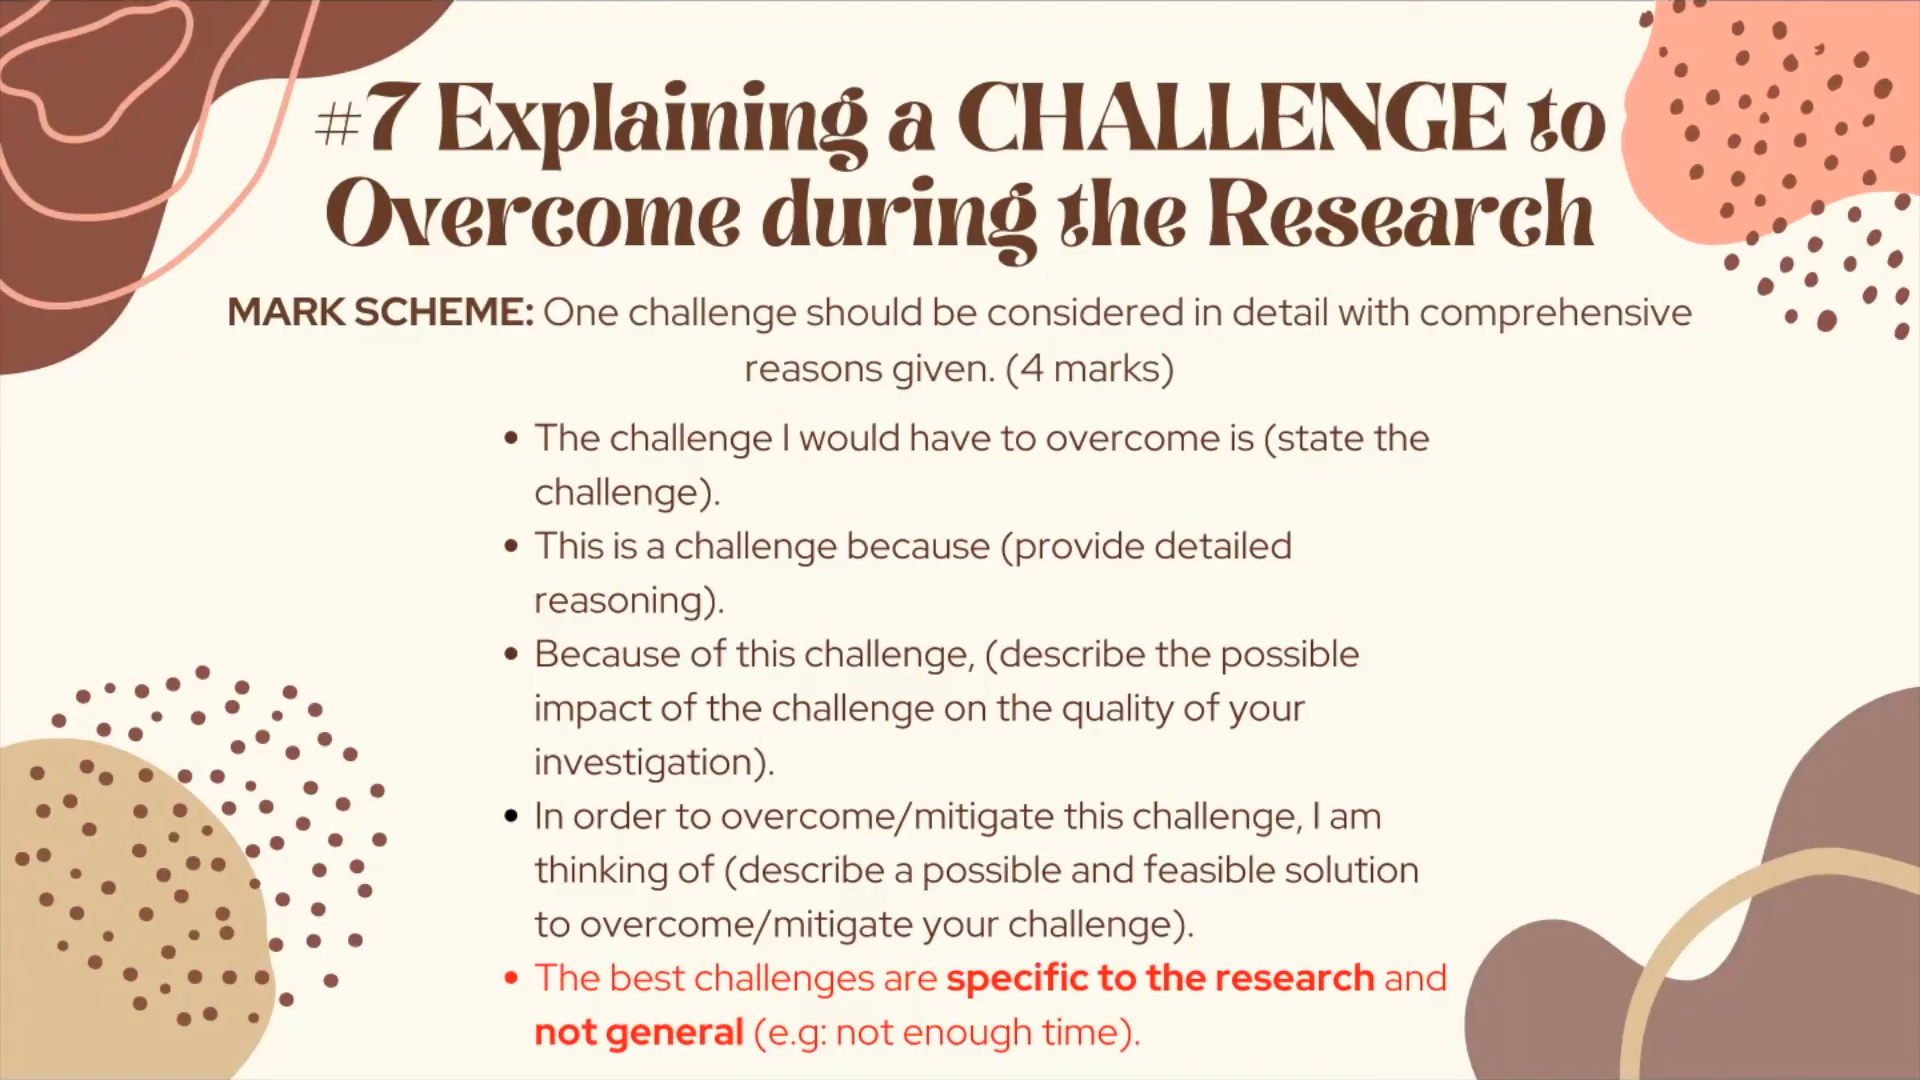 #7 Explaining a CHALLENGE to
Overcome during the Research
MARK SCHEME: One challenge should be considered in detail with comprehensive
reasons given. (4 marks)
• The challenge I would have to overcome is (state the
challenge).
• This is a challenge because (provide detailed
reasoning).
• Because of this challenge, (describe the possible
impact of the challenge on the quality of your
investigation).
• In order to overcome/mitigate this challenge, I am
thinking of (describe a possible and feasible solution
to overcome/mitigate your challenge).
• The best challenges are specific to the research and
not general (e.g: not enough time).